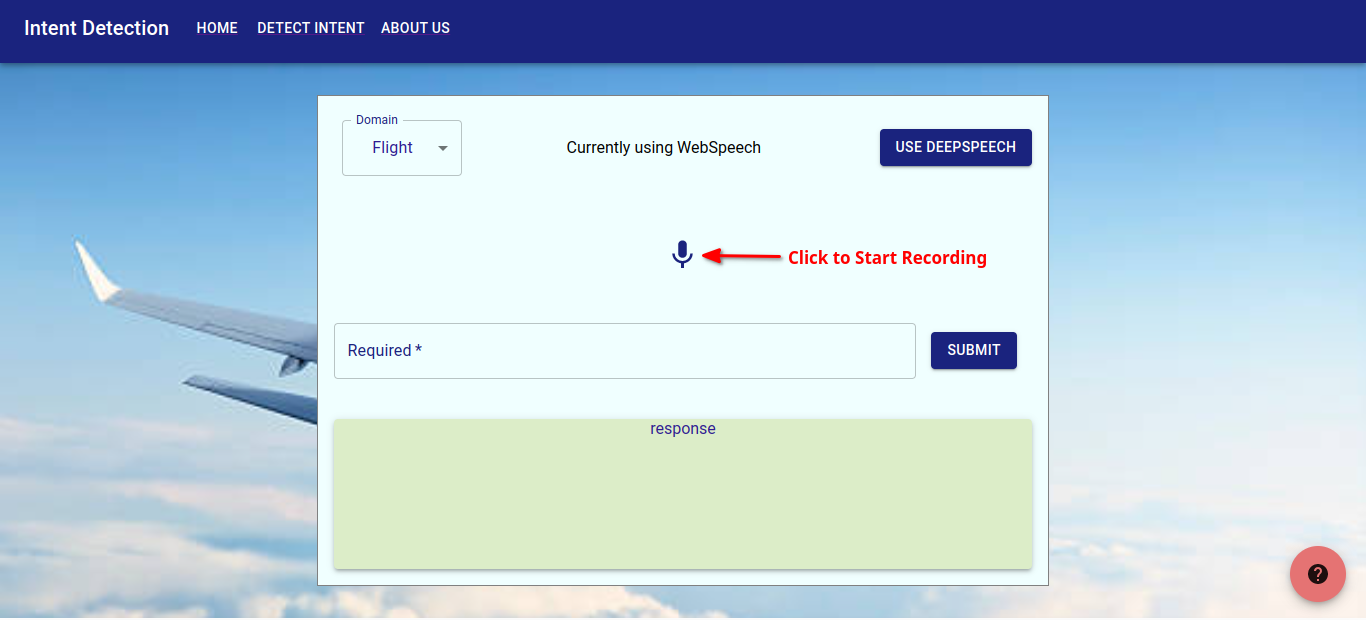 Intent Detection HOME DETECT INTENT ABOUT US
Domain
Flight
Currently using WebSpeech
USE DEEPSPEECH
Click to Start Recording
Required *
SUBMIT
response
?